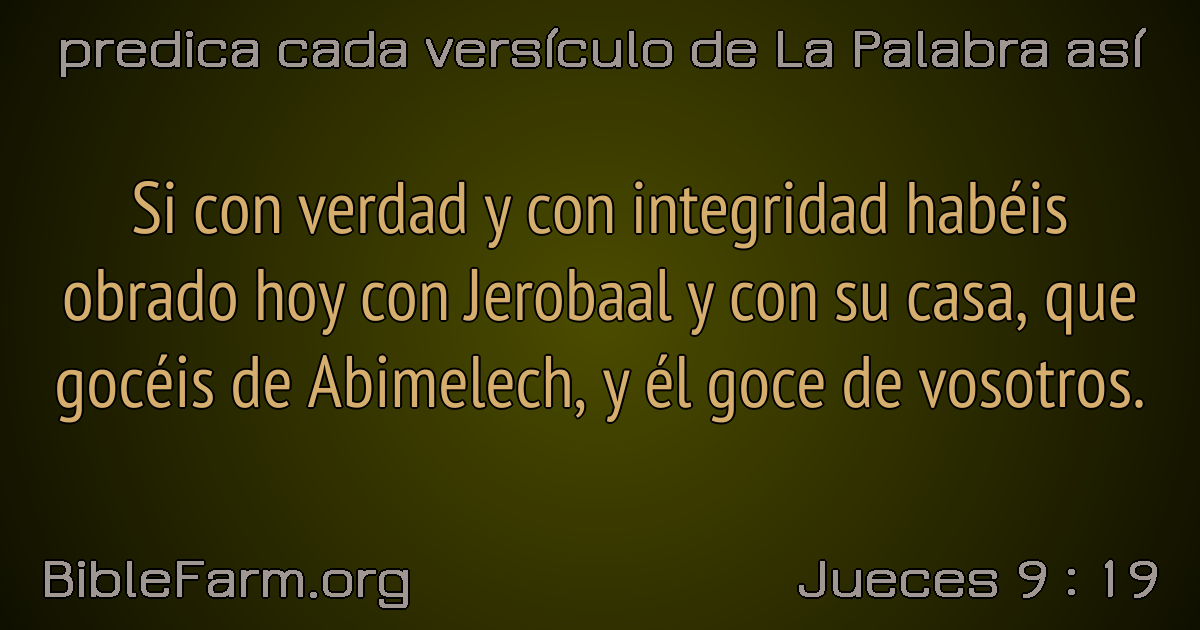 predica cada versículo de La Palabra así
Si con verdad y con integridad habéis
obrado hoy con Jerobaal y con su casa, que
gocéis de Abimelech, y él goce de vosotros.
BibleFarm.org
Jueces 9 : 19